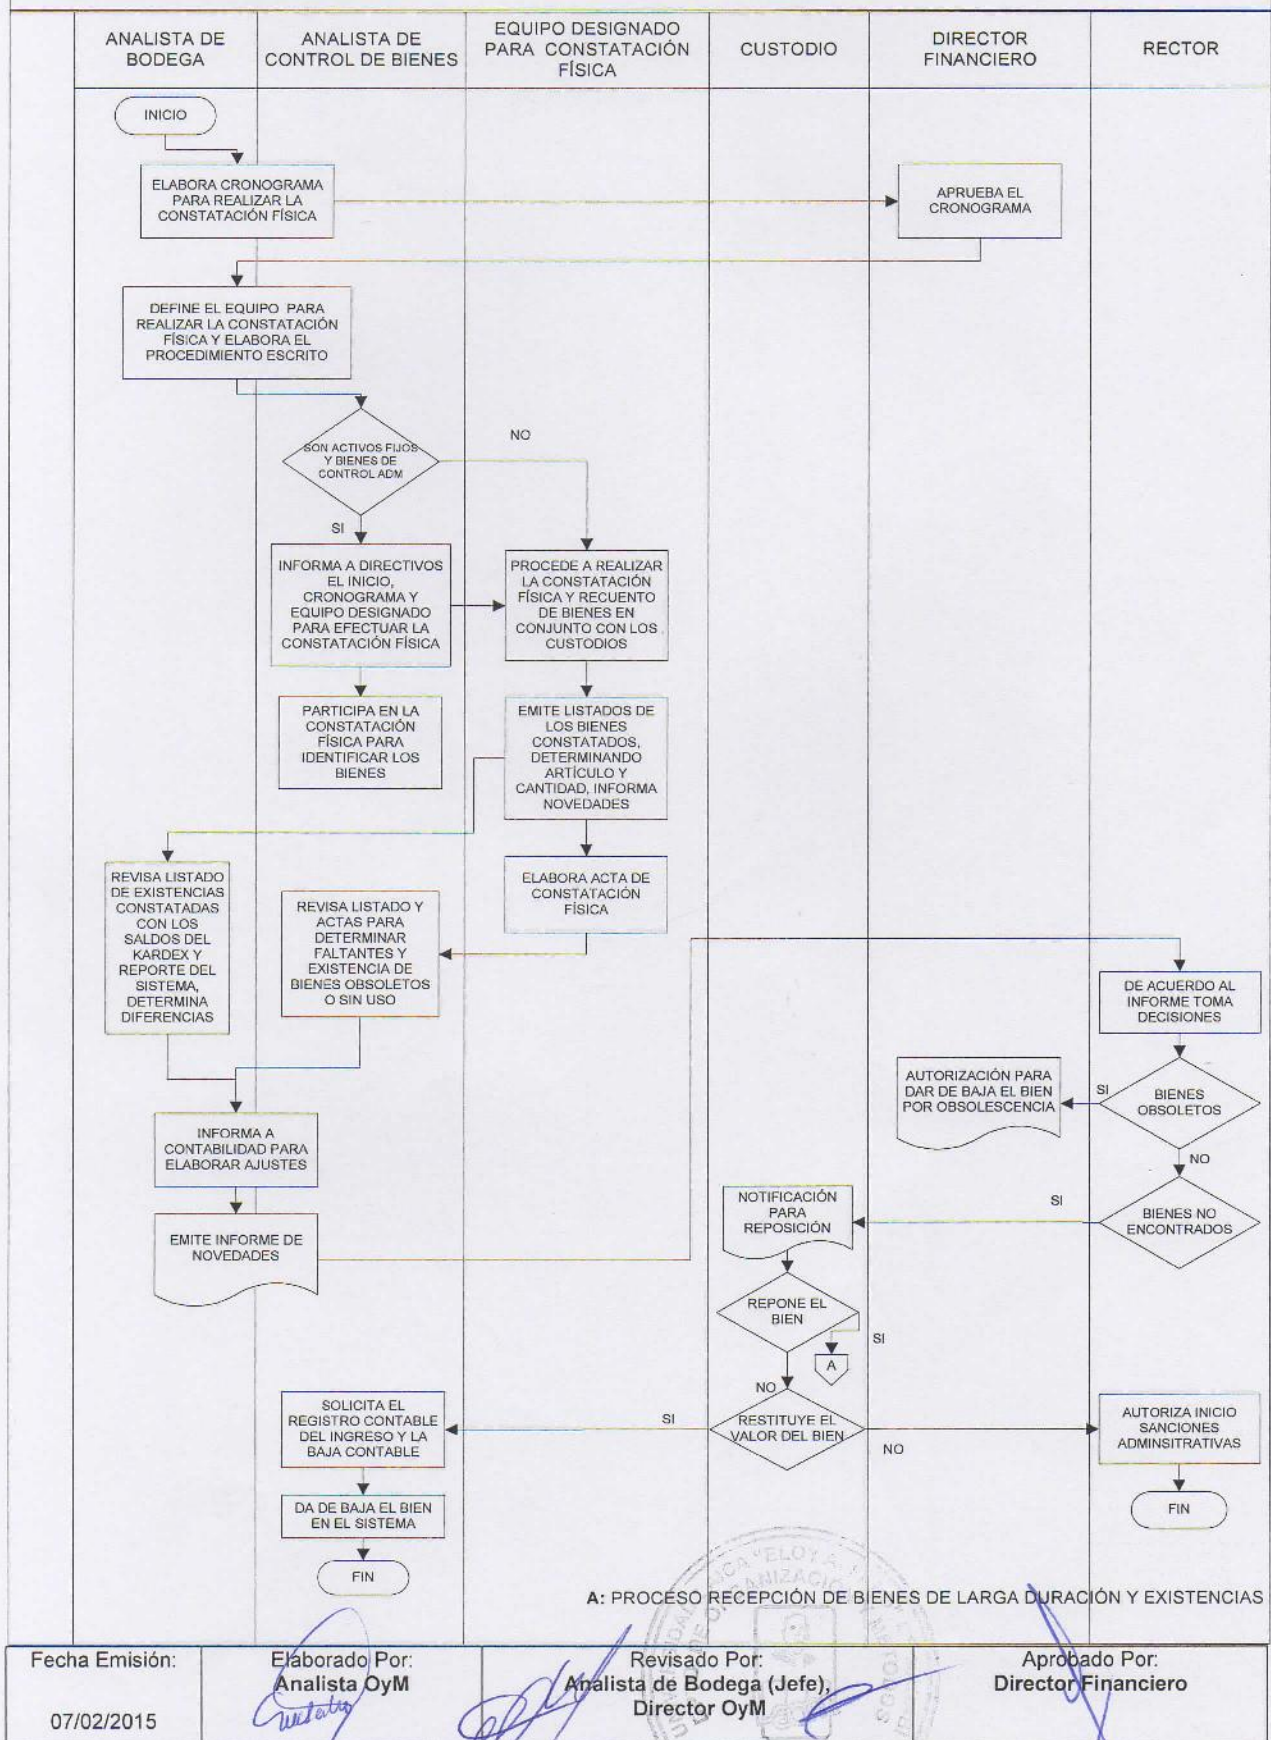 ANALISTA DE
BODEGA
ANALISTA DE
CONTROL DE BIENES
EQUIPO DESIGNADO
PARA CONSTATACIÓN
FÍSICA
CUSTODIO
DIRECTOR
FINANCIERO
RECTOR
INICIO
ELABORA CRONOGRAMA
PARA REALIZAR LA
CONSTATACIÓN FÍSICA
APRUEBA EL
CRONOGRAMA
DEFINE EL EQUIPO PARA
REALIZAR LA CONSTATACIÓN
FÍSICA Y ELABORA EL
PROCEDIMIENTO ESCRITO
SON ACTIVOS FIJOS
Y BIENES DE
CONTROL ADM
NO
SI
INFORMA A DIRECTIVOS
EL INICIO,
CRONOGRAMA Y
EQUIPO DESIGNADO
PARA EFECTUAR LA
CONSTATACIÓN FÍSICA
PROCEDE A REALIZAR
LA CONSTATACIÓN
FÍSICA Y RECUENTO
DE BIENES EN
CONJUNTO CON LOS
CUSTODIOS
PARTICIPA EN LA
CONSTATACIÓN
FÍSICA PARA
IDENTIFICAR LOS
BIENES
EMITE LISTADOS DE
LOS BIENES
CONSTATADOS,
DETERMINANDO
ARTÍCULO Y
CANTIDAD, INFORMA
NOVEDADES
REVISA LISTADO
DE EXISTENCIAS
CONSTATADAS
CON LOS
SALDOS DEL
KARDEX Y
REPORTE DEL
SISTEMA,
DETERMINA
DIFERENCIAS
REVISA LISTADO Y
ACTAS PARA
DETERMINAR
FALTANTES Y
EXISTENCIA DE
BIENES OBSOLETOS
O SIN USO
ELABORA ACTA DE
CONSTATACIÓN
FÍSICA
DE ACUERDO AL
INFORME TOMA
DECISIONES
AUTORIZACIÓN PARA
DAR DE BAJA EL BIEN
POR OBSOLESCENCIA
SI
BIENES
OBSOLETOS
NO
INFORMA A
CONTABILIDAD PARA
ELABORAR AJUSTES
NOTIFICACIÓN
PARA
REPOSICIÓN
SI
BIENES NO
ENCONTRADOS
EMITE INFORME DE
NOVEDADES
REPONE EL
BIEN
SI
A
NO
SOLICITA EL
REGISTRO CONTABLE
DEL INGRESO Y LA
BAJA CONTABLE
SI
RESTITUYE EL
VALOR DEL BIEN
NO
AUTORIZA INICIO
SANCIONES
ADMINSITRATIVAS
DA DE BAJA EL BIEN
EN EL SISTEMA
FIN
FIN
A: PROCESO RECEPCIÓN DE BIENES DE LARGA DURACIÓN Y EXISTENCIAS
Fecha Emisión:
07/02/2015
Elaborado Por:
Analista OyM
Revisado Por:
Analista de Bodega (Jefe),
Director OyM
Aprobado Por:
Director Financiero